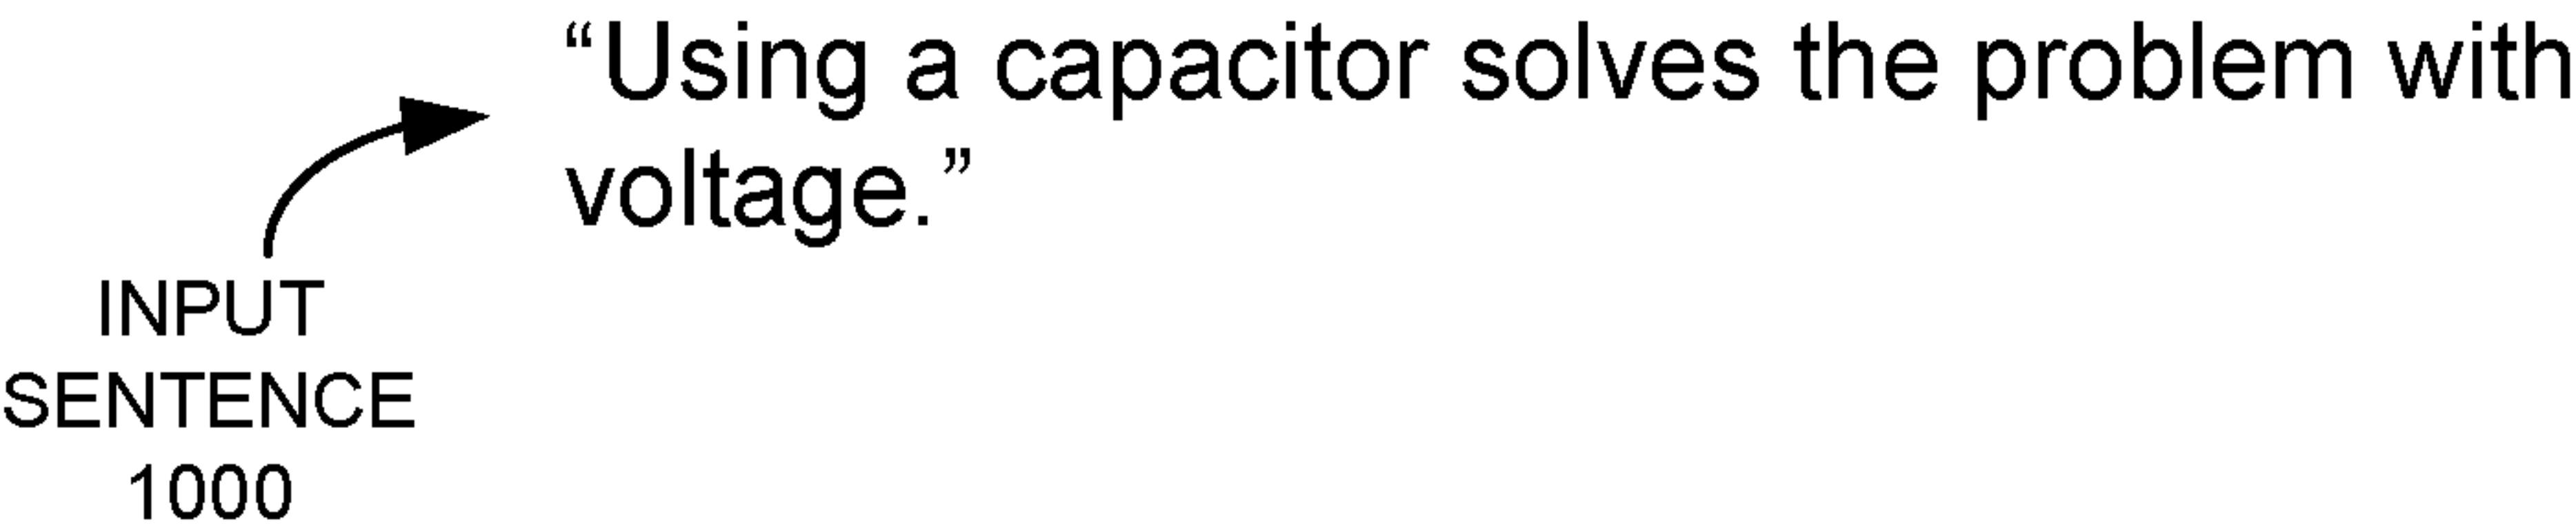 “Using a capacitor solves the problem with
voltage.”
INPUT
SENTENCE
1000